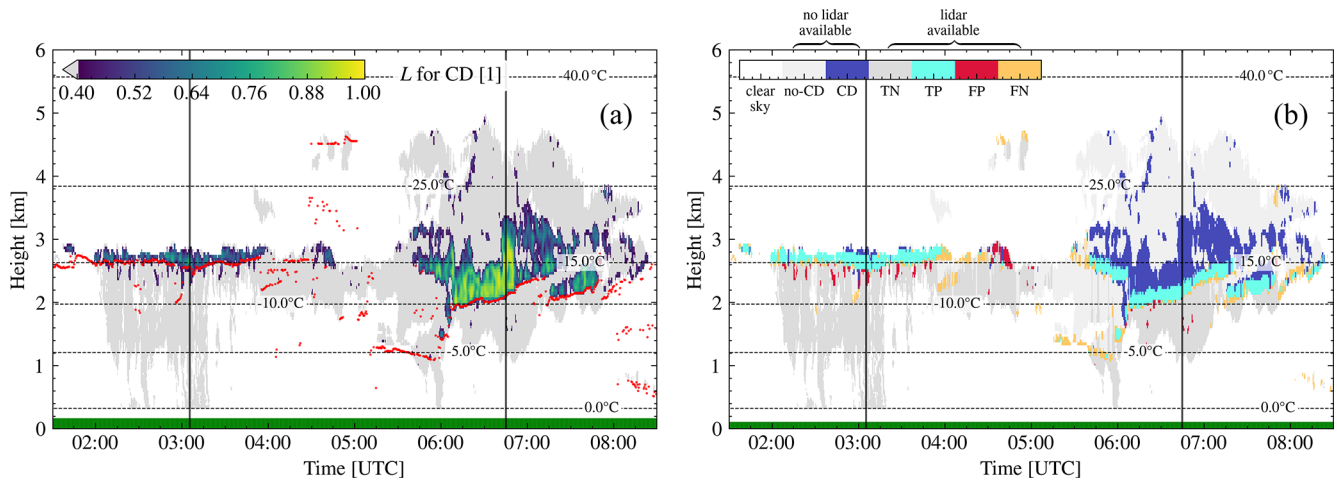 no lidar available
lidar available
L for CD [1]
0.40 0.52 0.64 0.76 0.88 1.00
(a)
Height [km]
6
5
4
3
2
1
0
40.0°C
-25.0°C
-15.0°C
-10.0°C
-5.0°C
0.0°C
02:00 03:00 04:00 05:00 06:00 07:00 08:00
Time [UTC]
clear sky
no-CD
CD
TN
TP
FP
FN
(b)
Height [km]
6
5
4
3
2
1
0
40.0°C
-25.0°C
-15.0°C
-10.0°C
-5.0°C
0.0°C
02:00 03:00 04:00 05:00 06:00 07:00 08:00
Time [UTC]